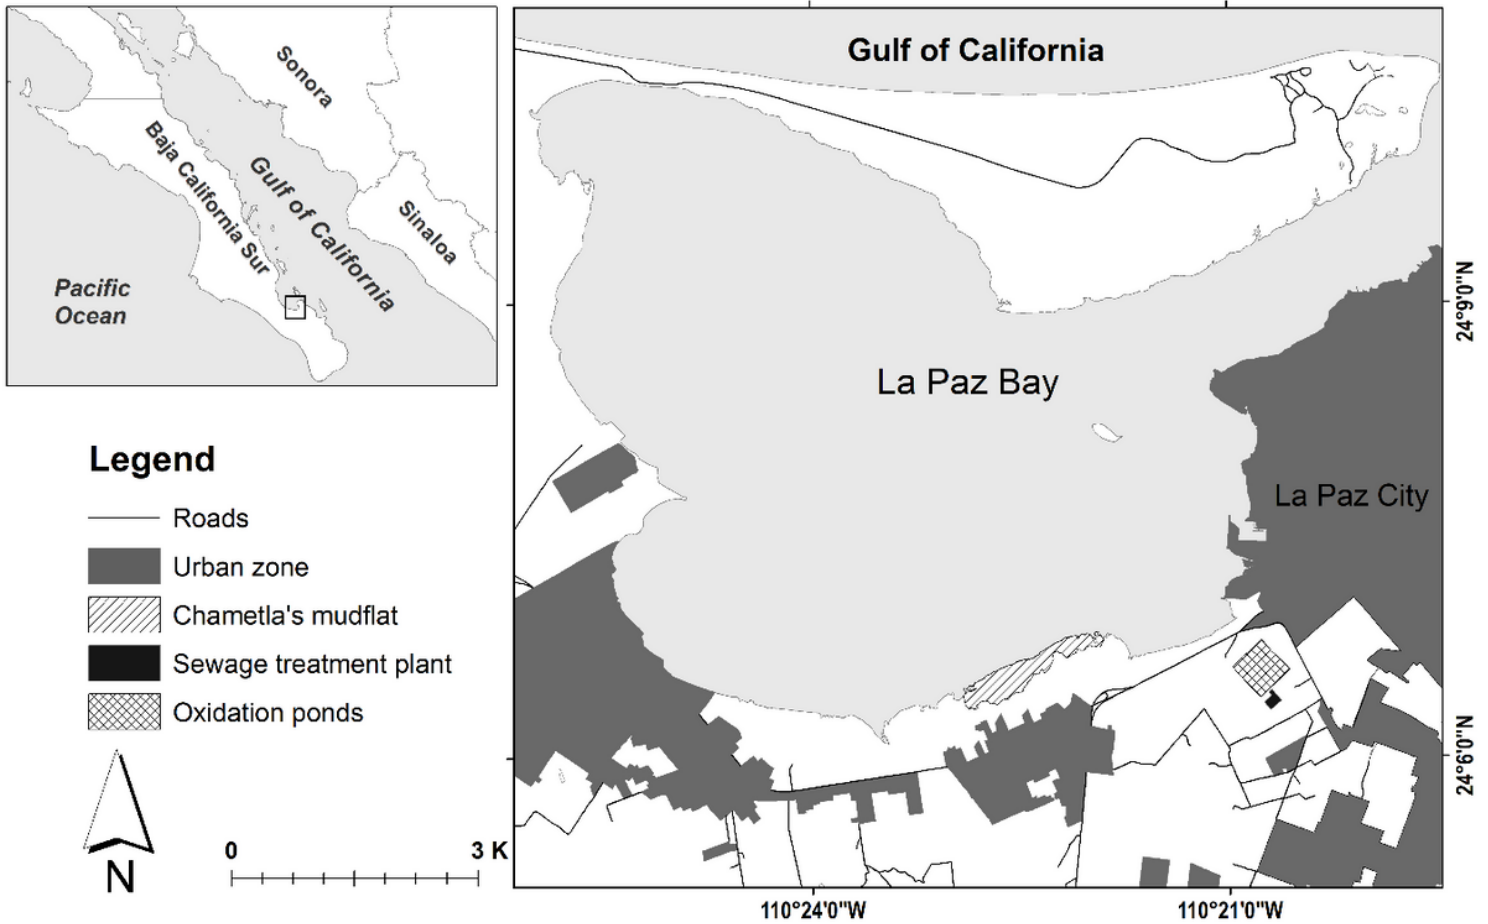 Sonora
Baja California Sur
Gulf of California
Sinaloa
Pacific
Ocean
Gulf of California
La Paz Bay
La Paz City
24°9'0"N
24°6'0"N
110°24'0"W
110°21'0"W
Legend
Roads
Urban zone
Chametla's mudflat
Sewage treatment plant
Oxidation ponds
N
0
3 K